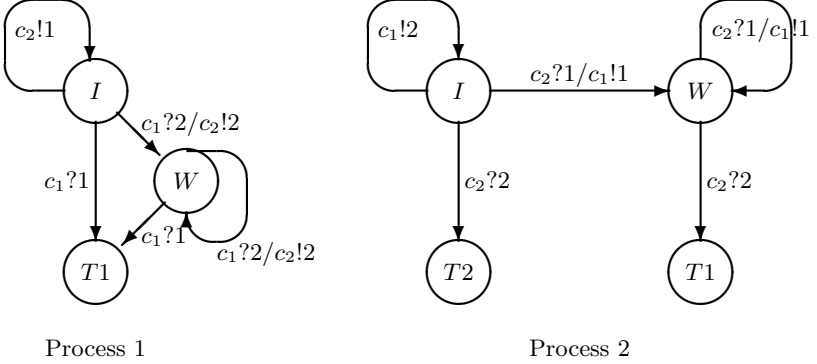 c₂!1
c₁!2
c₂?1/c₁!1
I
I
c₂?1/c₁!1
W
c₁?2/c₂!2
c₁?1
W
c₂?2
c₂?2
c₁?1
c₁?2/c₂!2
T1
T2
T1
Process 1
Process 2